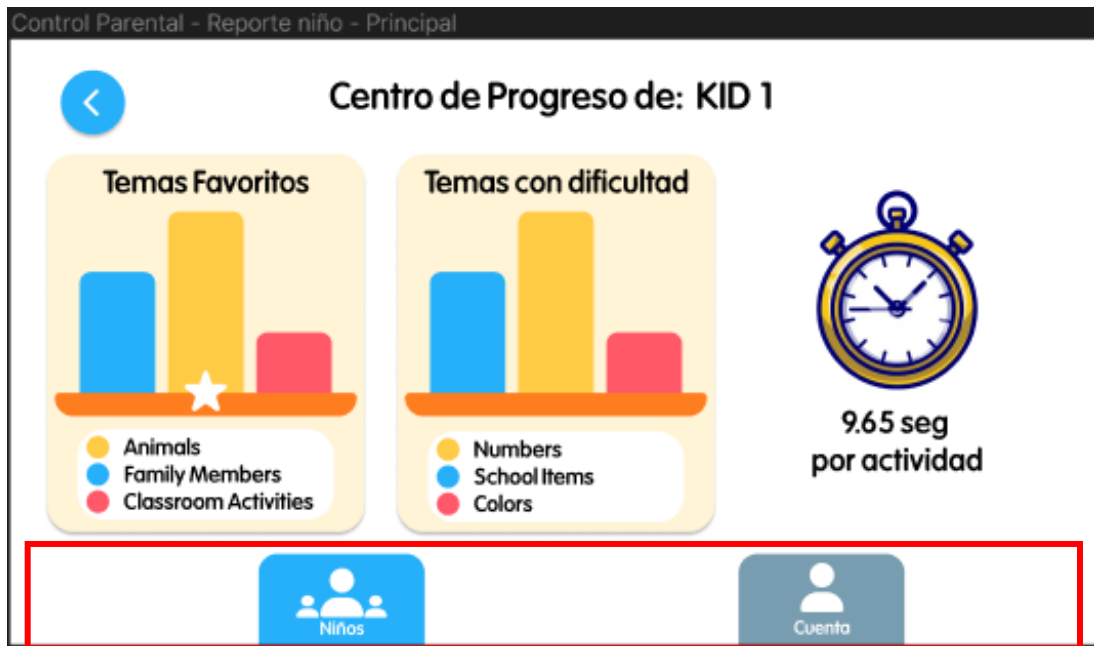 Control Parental - Reporte niño - Principal
Centro de Progreso de: KID 1
Temas Favoritos
Animals
Family Members
Classroom Activities
Temas con dificultad
Numbers
School Items
Colors
9.65 seg
por actividad
Niños
Cuenta